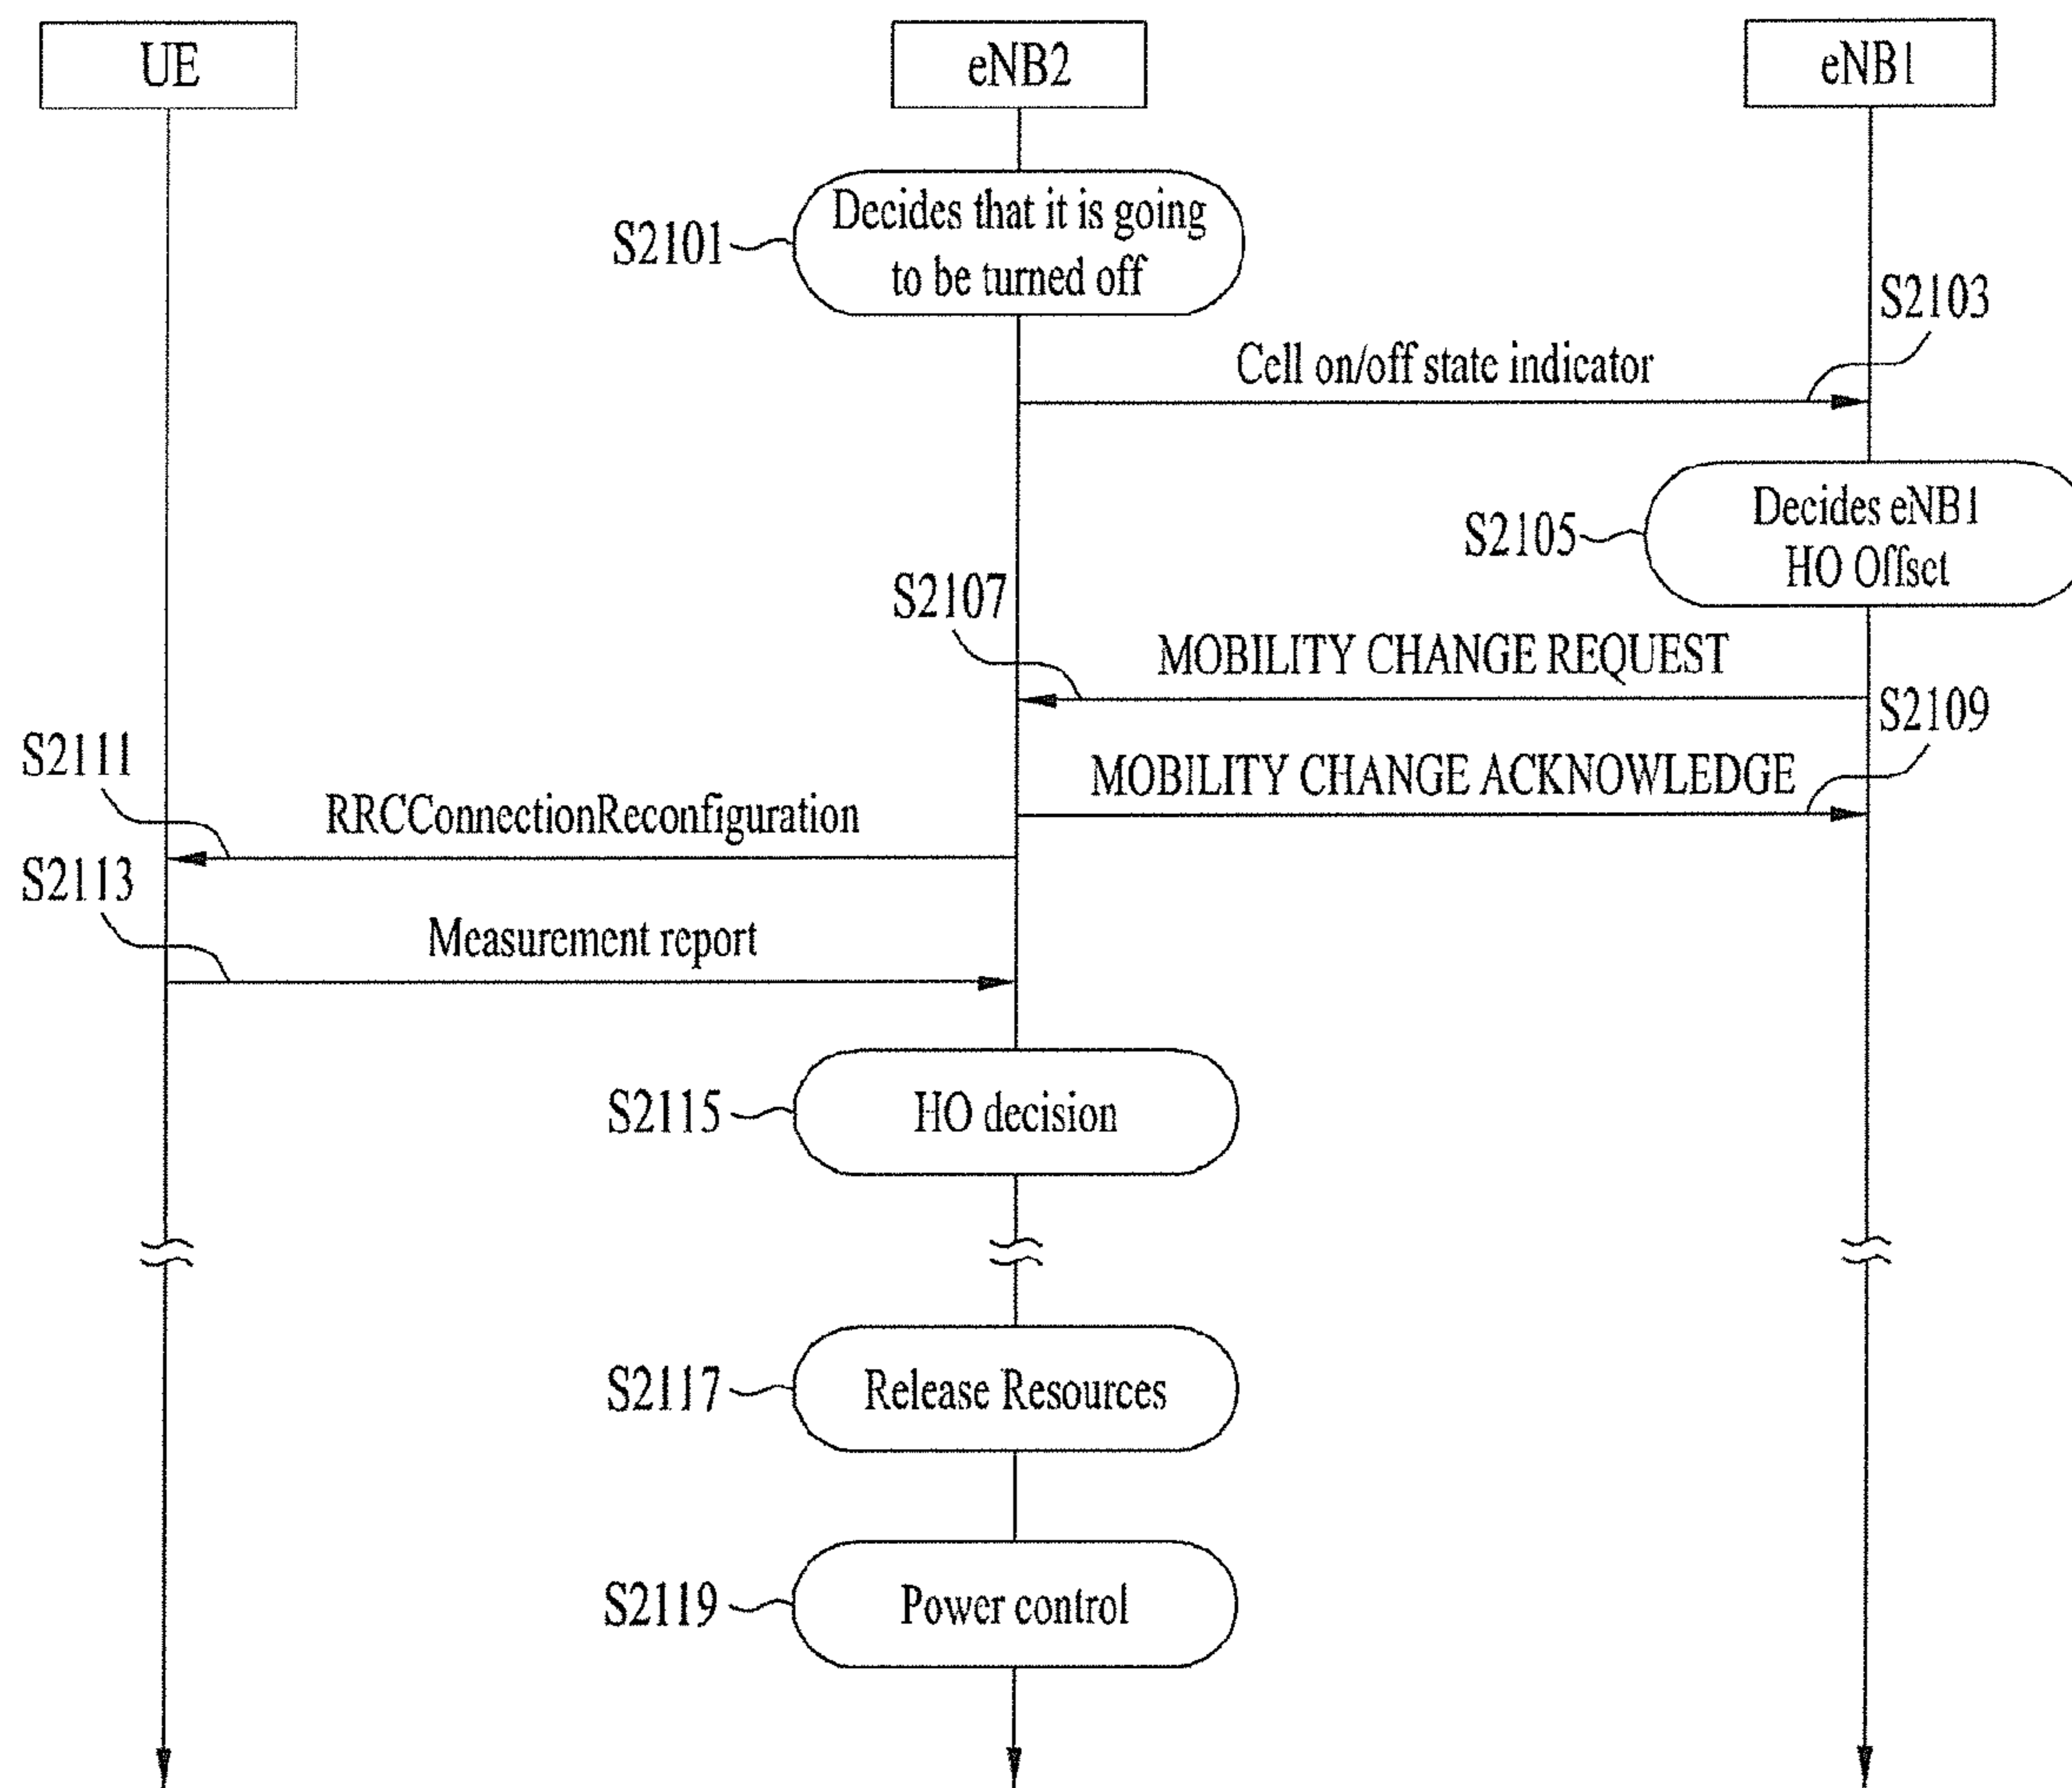 UE
eNB2
eNB1
S2101
Decides that it is going
to be turned off
S2103
Cell on/off state indicator
S2105
Decides eNB1
HO Offset
S2107
MOBILITY CHANGE REQUEST
S2109
MOBILITY CHANGE ACKNOWLEDGE
S2111
RRCConnectionReconfiguration
S2113
Measurement report
S2115
HO decision
S2117
Release Resources
S2119
Power control